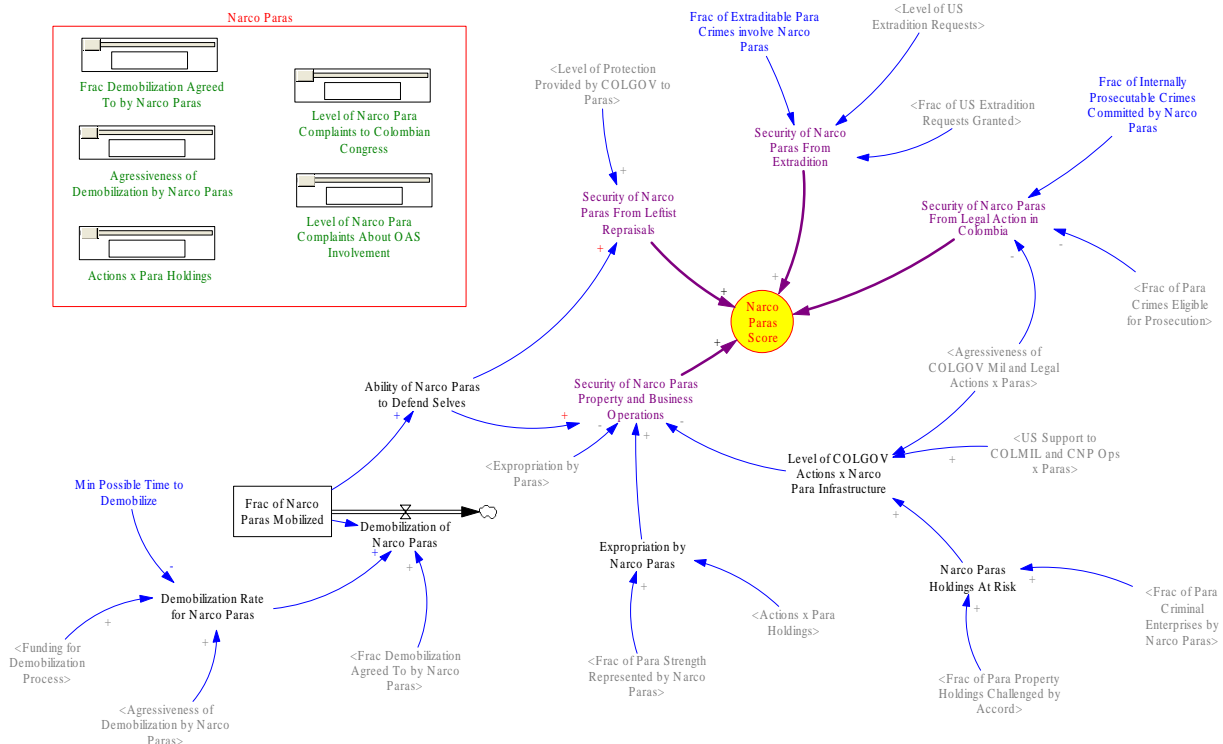 Narco Paras
Frac Demobilization Agreed
To by Narco Paras
Agressiveness of
Demobilization by Narco Paras
Actions x Para Holdings
Level of Narco Para
Complaints to Colombian
Congress
Level of Narco Para
Complaints About OAS
Involvement
<Level of Protection
Provided by COLGOV to
Paras>
Frac of Extraditable Para
Crimes involve Narco
Paras
<Level of US
Extradition Requests>
<Frac of US Extradition
Requests Granted>
Frac of Internally
Prosecutable Crimes
Committed by Narco
Paras
Security of Narco
Paras From
Extradition
Security of Narco
Paras From Leftist
Reprisals
Security of Narco Paras
From Legal Action in
Colombia
<Frac of Para
Crimes Eligible
for Prosecution>
Narco
Paras
Score
<Agressiveness of
COLGOV Mil and Legal
Actions x Paras>
Ability of Narco Paras
to Defend Selves
Security of Narco Paras
Property and Business
Operations
<Expropriation by
Paras>
Level of COLGOV
Actions x Narco
Para Infrastructure
<US Support to
COLMIL and CNP Ops
x Paras>
Min Possible Time to
Demobilize
Frac of Narco
Paras Mobilized
Demobilization of
Narco Paras
Expropriation by
Narco Paras
Narco Paras
Holdings At Risk
Demobilization Rate
for Narco Paras
<Funding for
Demobilization
Process>
<Agressiveness of
Demobilization by Narco
Paras>
<Frac Demobilization
Agreed To by Narco
Paras>
<Actions x Para
Holdings>
<Frac of Para Strength
Represented by Narco
Paras>
<Frac of Para
Criminal
Enterprises by
Narco Paras>
<Frac of Para Property
Holdings Challenged by
Accord>